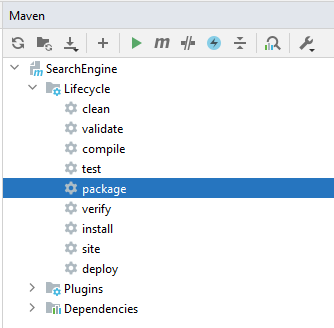 Maven
m
SearchEngine
Lifecycle
clean
validate
compile
test
package
verify
install
site
deploy
Plugins
Dependencies